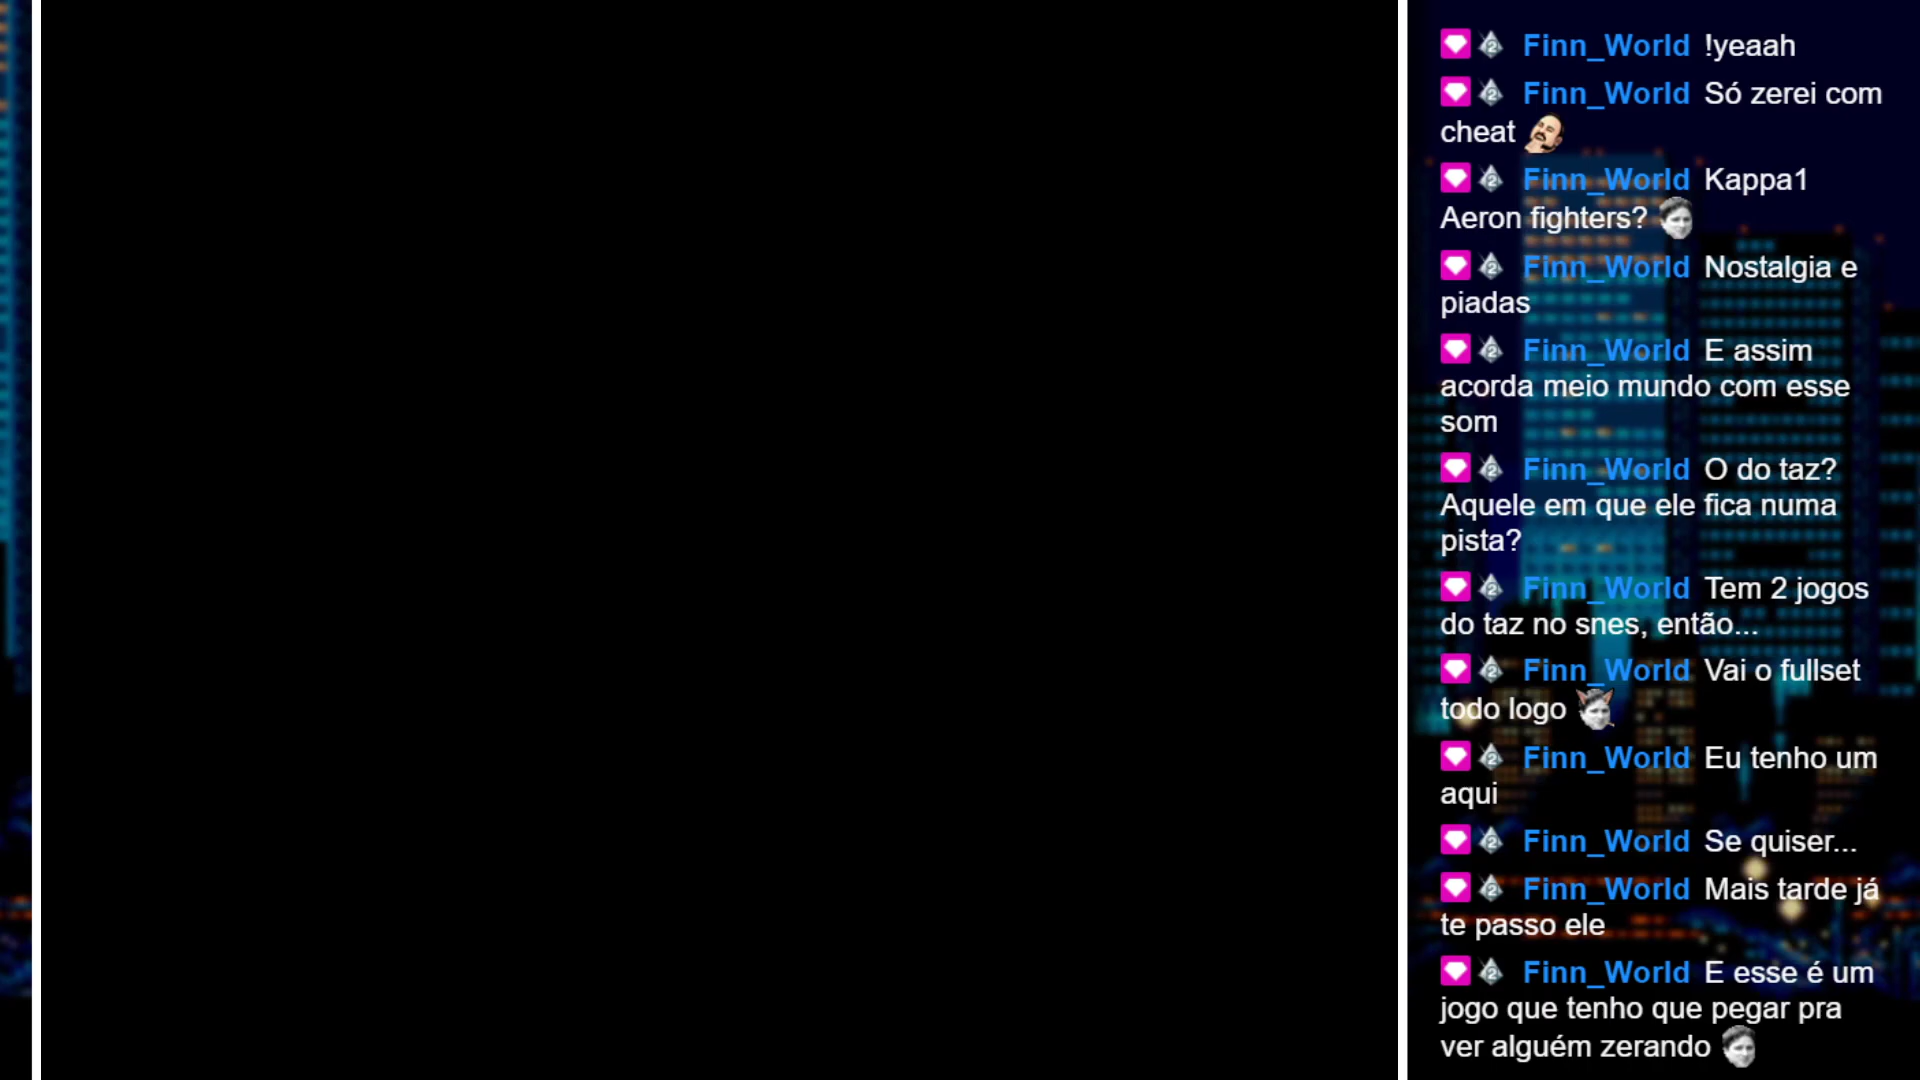 Finn_World !yeaah
Finn_World Só zerei com
cheat
Finn_World Kappa1
Aeron fighters?
Finn_World Nostalgia e
piadas
Finn_World E assim
acorda meio mundo com esse
som
Finn_World O do taz?
Aquele em que ele fica numa
pista?
Finn_World Tem 2 jogos
do taz no snes, então...
Finn_World Vai o fullset
todo logo
Finn_World Eu tenho um
aqui
Finn_World Se quiser...
Finn_World Mais tarde já
te passo ele
Finn_World E esse é um
jogo que tenho que pegar pra
ver alguém zerando